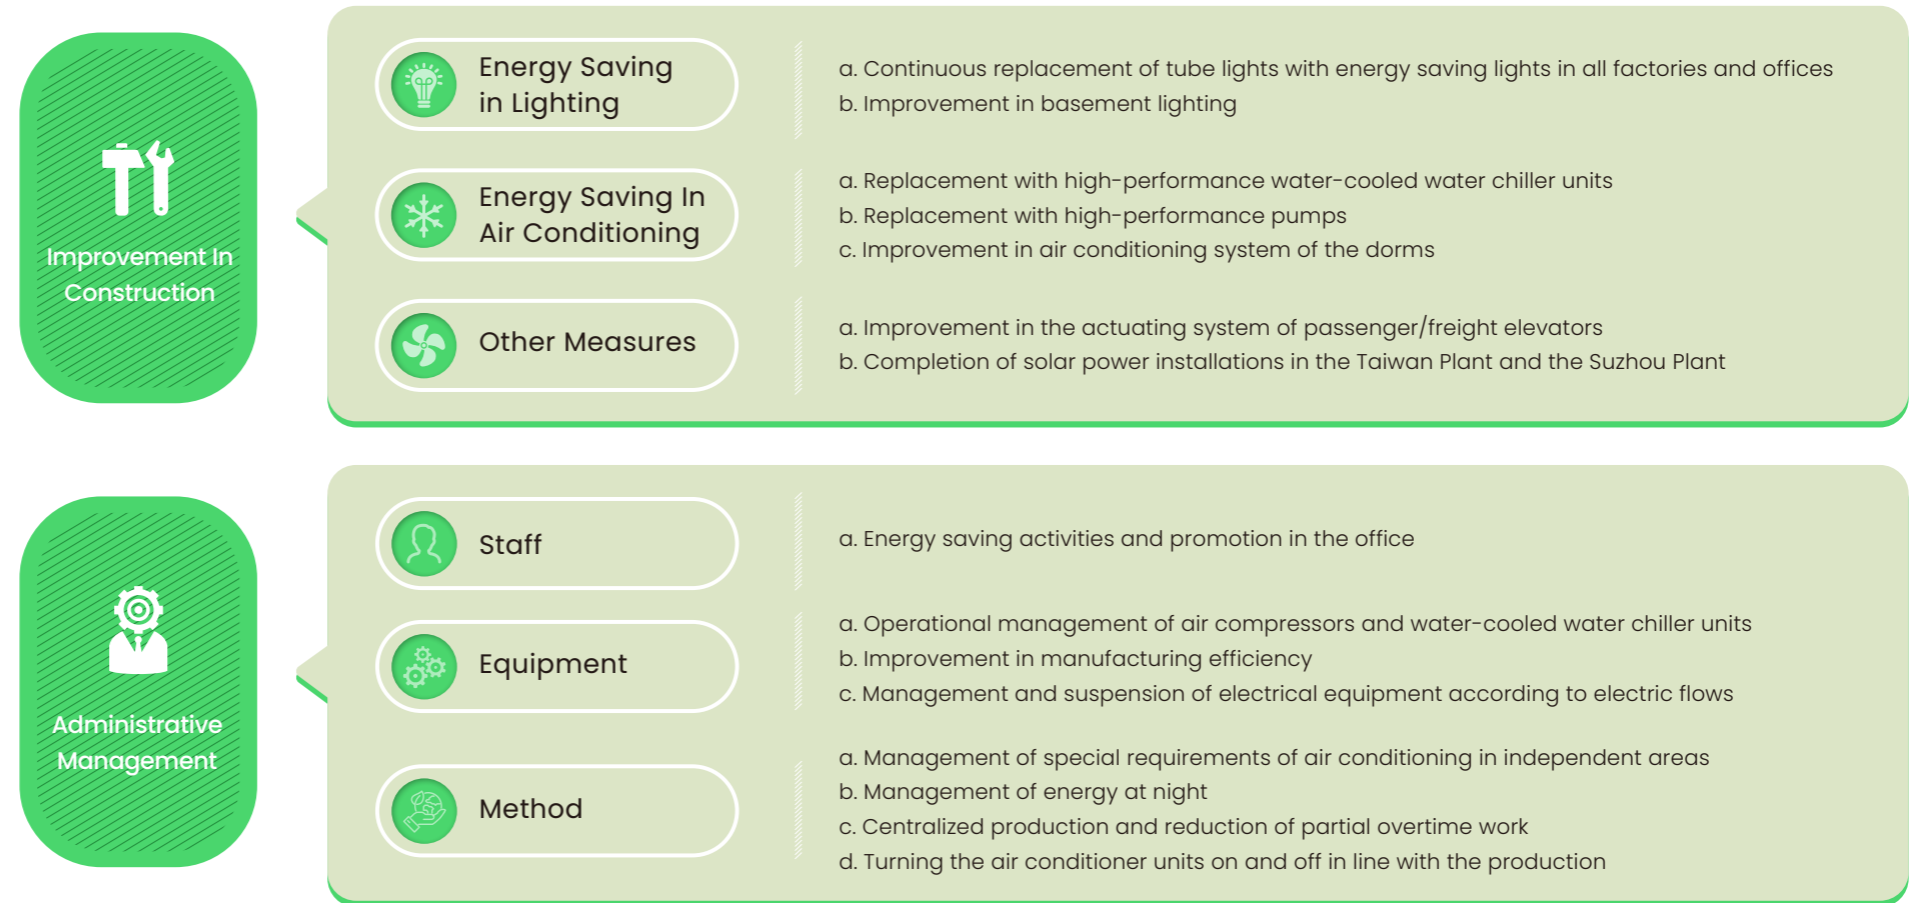 Improvement In
Construction
Energy Saving
in Lighting
a. Continuous replacement of tube lights with energy saving lights in all factories and offices
b. Improvement in basement lighting
Energy Saving In
Air Conditioning
a. Replacement with high-performance water-cooled water chiller units
b. Replacement with high-performance pumps
c. Improvement in air conditioning system of the dorms
Other Measures
a. Improvement in the actuating system of passenger/freight elevators
b. Completion of solar power installations in the Taiwan Plant and the Suzhou Plant
Administrative
Management
Staff
a. Energy saving activities and promotion in the office
Equipment
a. Operational management of air compressors and water-cooled water chiller units
b. Improvement in manufacturing efficiency
c. Management and suspension of electrical equipment according to electric flows
Method
a. Management of special requirements of air conditioning in independent areas
b. Management of energy at night
c. Centralized production and reduction of partial overtime work
d. Turning the air conditioner units on and off in line with the production